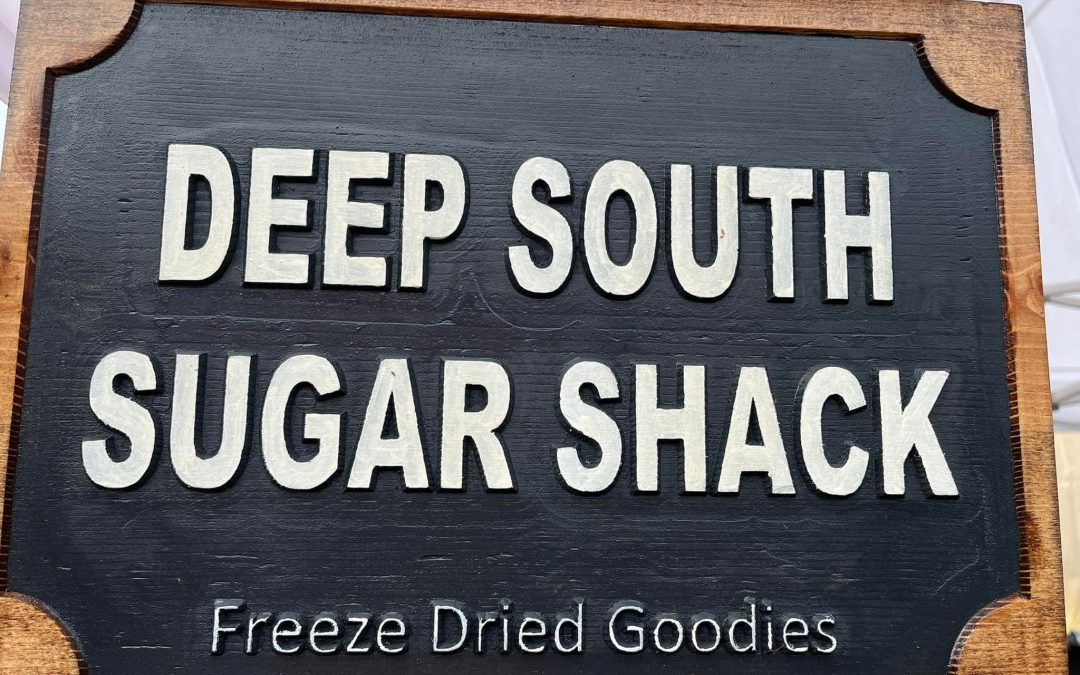 DEEP SOUTH
SUGAR SHACK
Freeze Dried Goodies